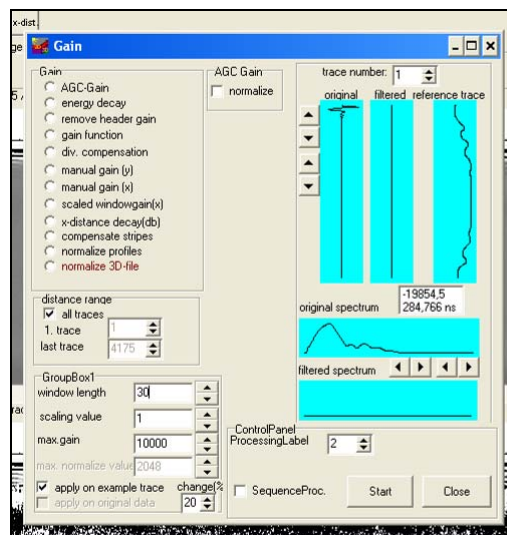 x-dist.
Gain
Gain
AGC-Gain
energy decay
remove header gain
gain function
div. compensation
manual gain (y)
manual gain (x)
scaled windowgain(x)
x-distance decay(db)
compensate stripes
normalize profiles
normalize 3D-file
AGC Gain
normalize
trace number: 1
original filtered reference trace
-19854,5
284,766 ns
original spectrum
filtered spectrum
distance range
all traces
1. trace 1
last trace 4175
GroupBox1
window length 30
scaling value 1
max.gain 10000
max. normalize value 2048
apply on example trace change(%
apply on original data 20
ControlPanel
ProcessingLabel 2
SequenceProc. Start Close